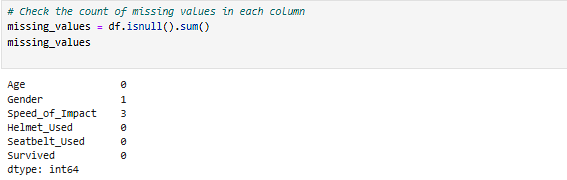 # Check the count of missing values in each column
missing_values = df.isnull().sum()
missing_values
Age 0
Gender 1
Speed_of_Impact 3
Helmet_Used 0
Seatbelt_Used 0
Survived 0
dtype: int64